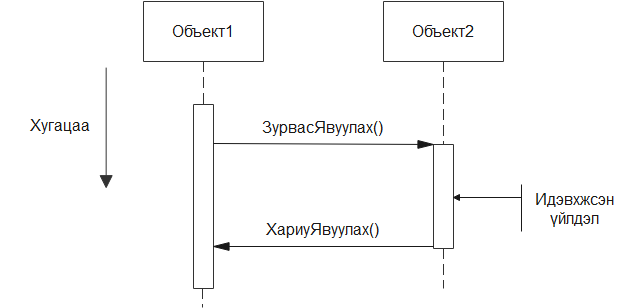 Объект1
Объект2
Хугацаа
ЗурвасЯвуулах()
Идэвхжсэн
үйлдэл
ХариуЯвуулах()